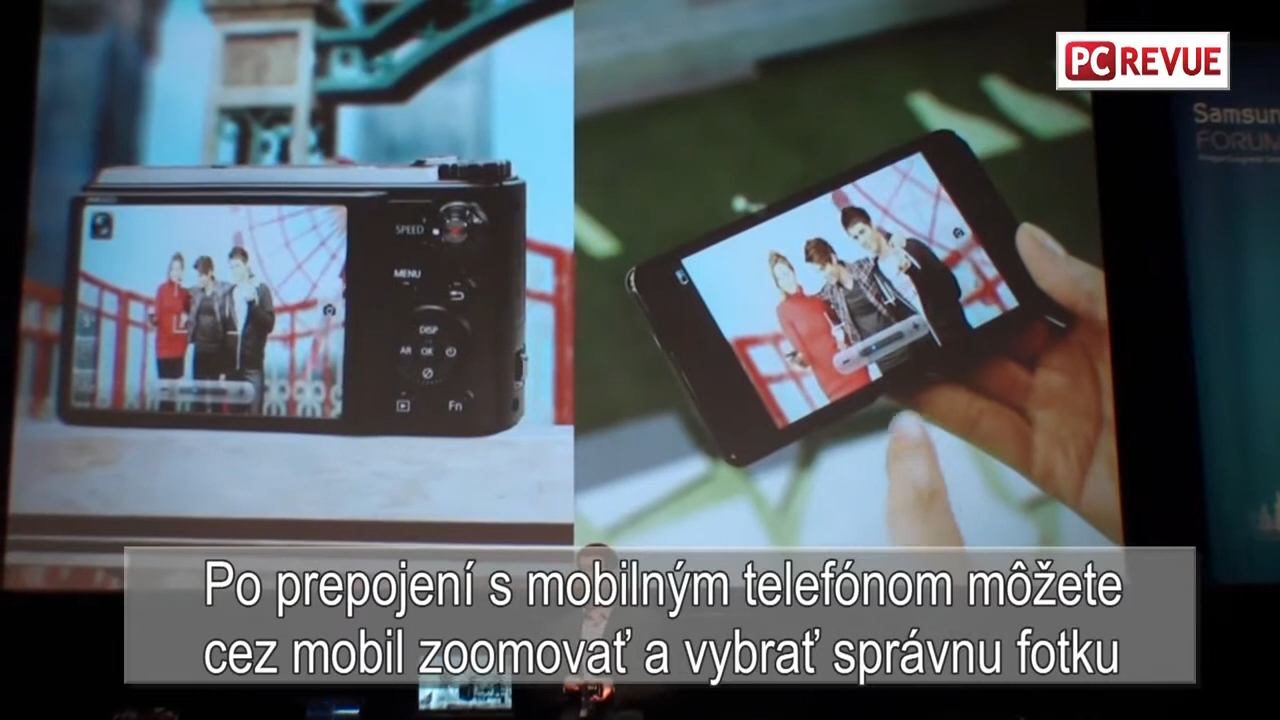 PC REVUE
Samsun
FORUM
SPEED
MENU
DISP
AR OK
Fn
Po prepojení s mobilným telefónom môžete
cez mobil zoomovať a vybrať správnu fotku